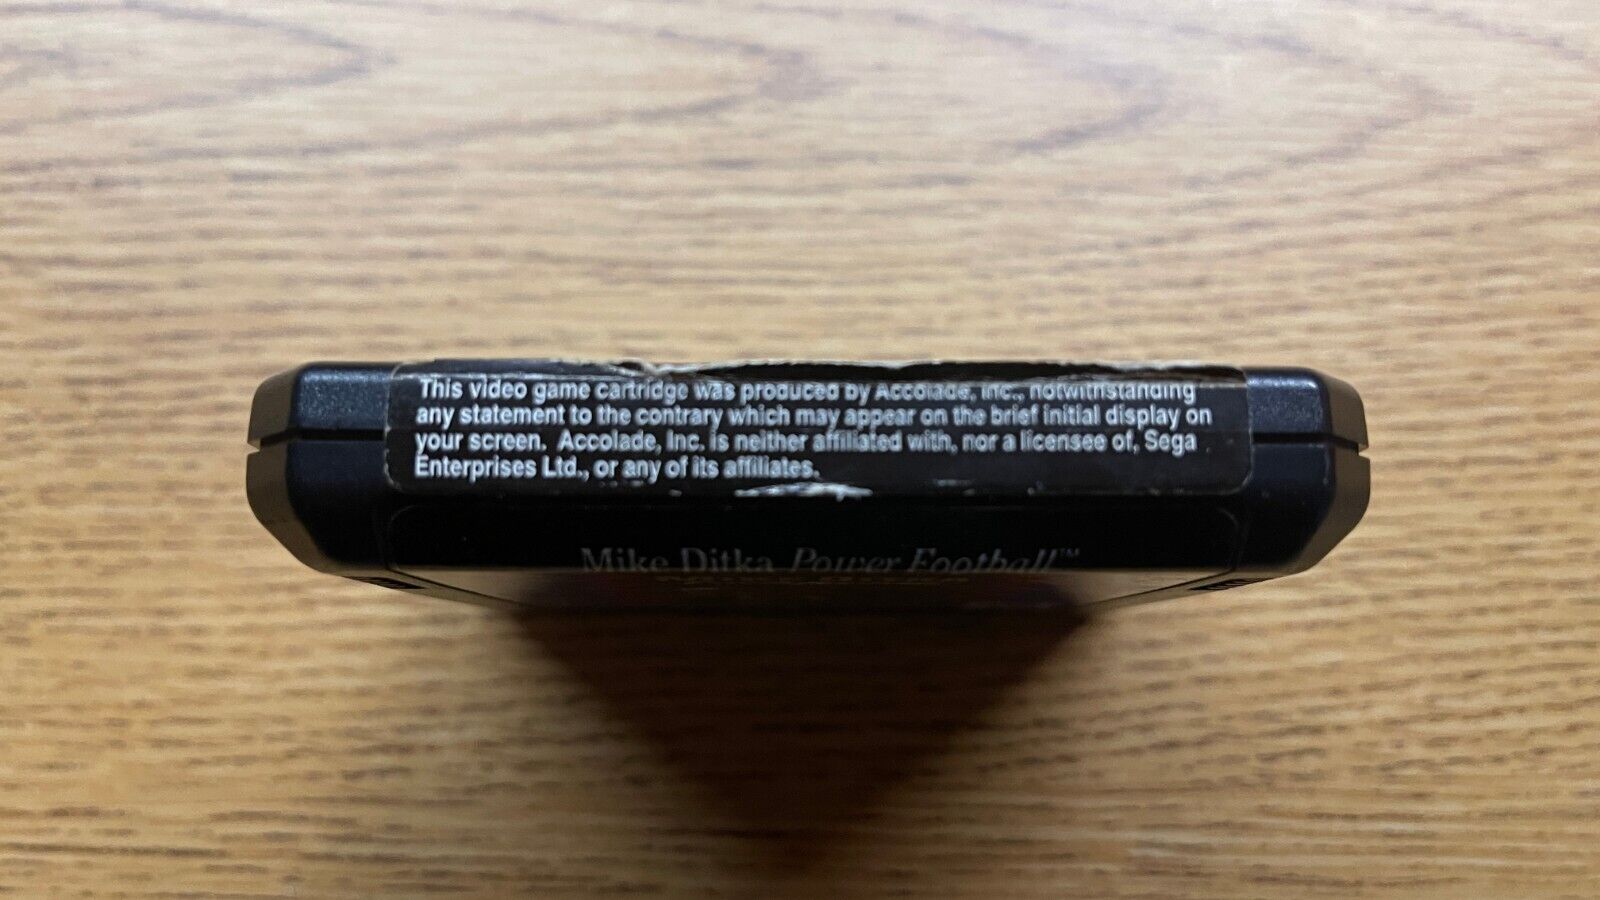 This video game cartridge was produced by Accolade, Inc., notwithstanding
any statement to the contrary which may appear on the brief initial display on
your screen. Accolade, Inc. is neither affiliated with, nor a licensee of, Sega
Enterprises Ltd., or any of its affiliates.
Mike Ditka Power Football™